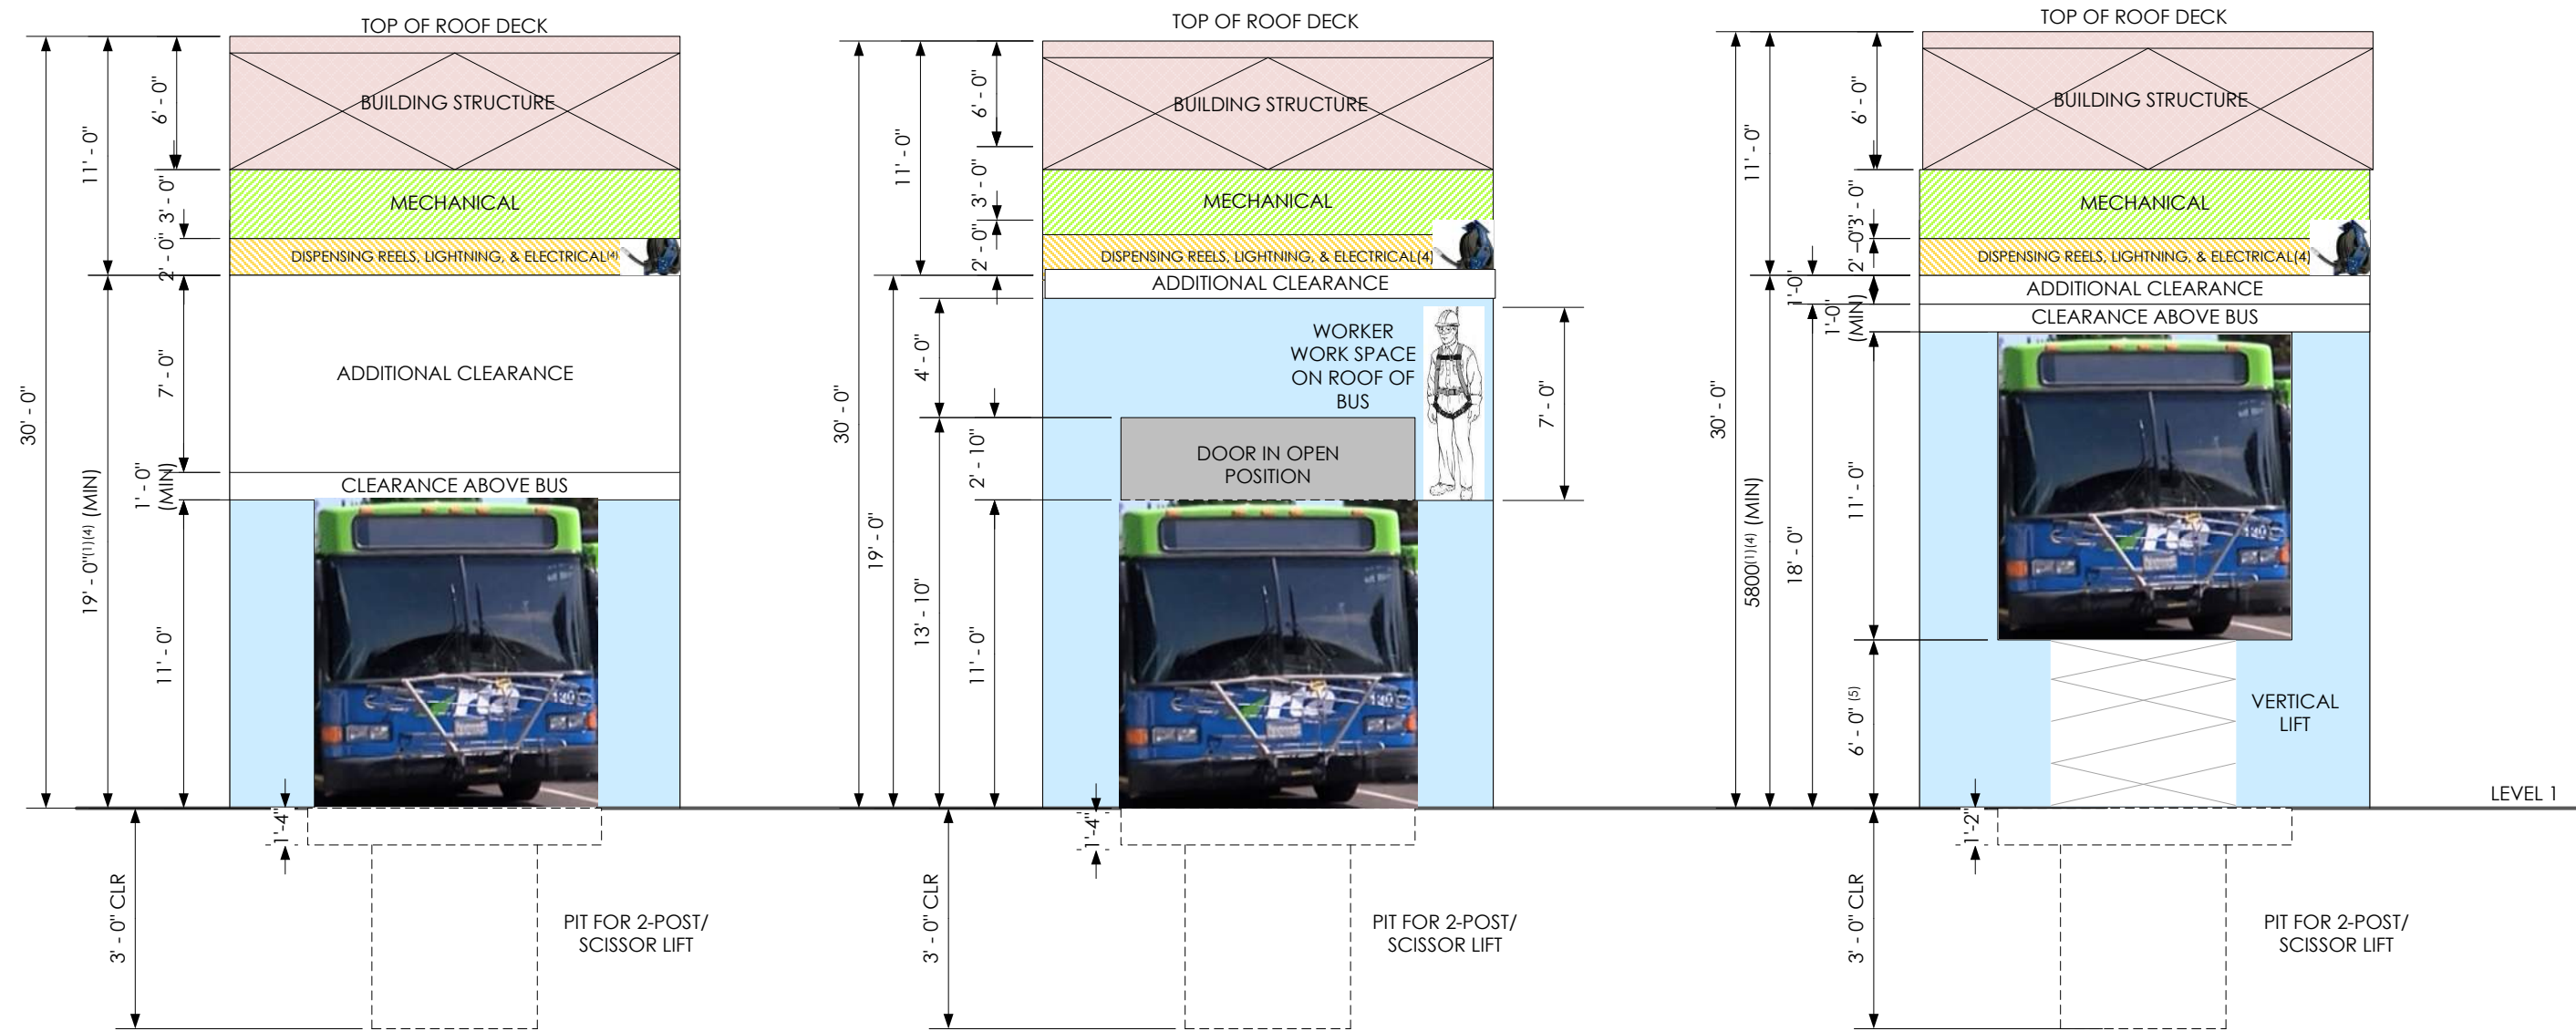 TOP OF ROOF DECK
BUILDING STRUCTURE
MECHANICAL
DISPENSING REELS, LIGHTNING, & ELECTRICAL(4)
ADDITIONAL CLEARANCE
CLEARANCE ABOVE BUS
30' - 0"
11' - 0"
6' - 0"
3' - 0"
2' - 0"
19' - 0"(1)(4) (MIN)
7' - 0"
1' - 0"
(MIN)
11' - 0"
1'-4"
3' - 0" CLR
PIT FOR 2-POST/
SCISSOR LIFT
TOP OF ROOF DECK
BUILDING STRUCTURE
MECHANICAL
DISPENSING REELS, LIGHTNING, & ELECTRICAL(4)
ADDITIONAL CLEARANCE
WORKER
WORK SPACE
ON ROOF OF
BUS
DOOR IN OPEN
POSITION
30' - 0"
11' - 0"
6' - 0"
3' - 0"
2' - 0"
19' - 0"
4' - 0"
13' - 10"
2' - 10"
11' - 0"
7' - 0"
1'-4"
3' - 0" CLR
PIT FOR 2-POST/
SCISSOR LIFT
TOP OF ROOF DECK
BUILDING STRUCTURE
MECHANICAL
DISPENSING REELS, LIGHTNING, & ELECTRICAL(4)
ADDITIONAL CLEARANCE
CLEARANCE ABOVE BUS
30' - 0"
11' - 0"
6' - 0"
3' - 0"
2' -0"
1'-0"
1'-0"
(MIN)
5800(1)(4) (MIN)
18' - 0"
11' - 0"
6' - 0" (5)
VERTICAL
LIFT
LEVEL 1
1'-2"
3' - 0" CLR
PIT FOR 2-POST/
SCISSOR LIFT